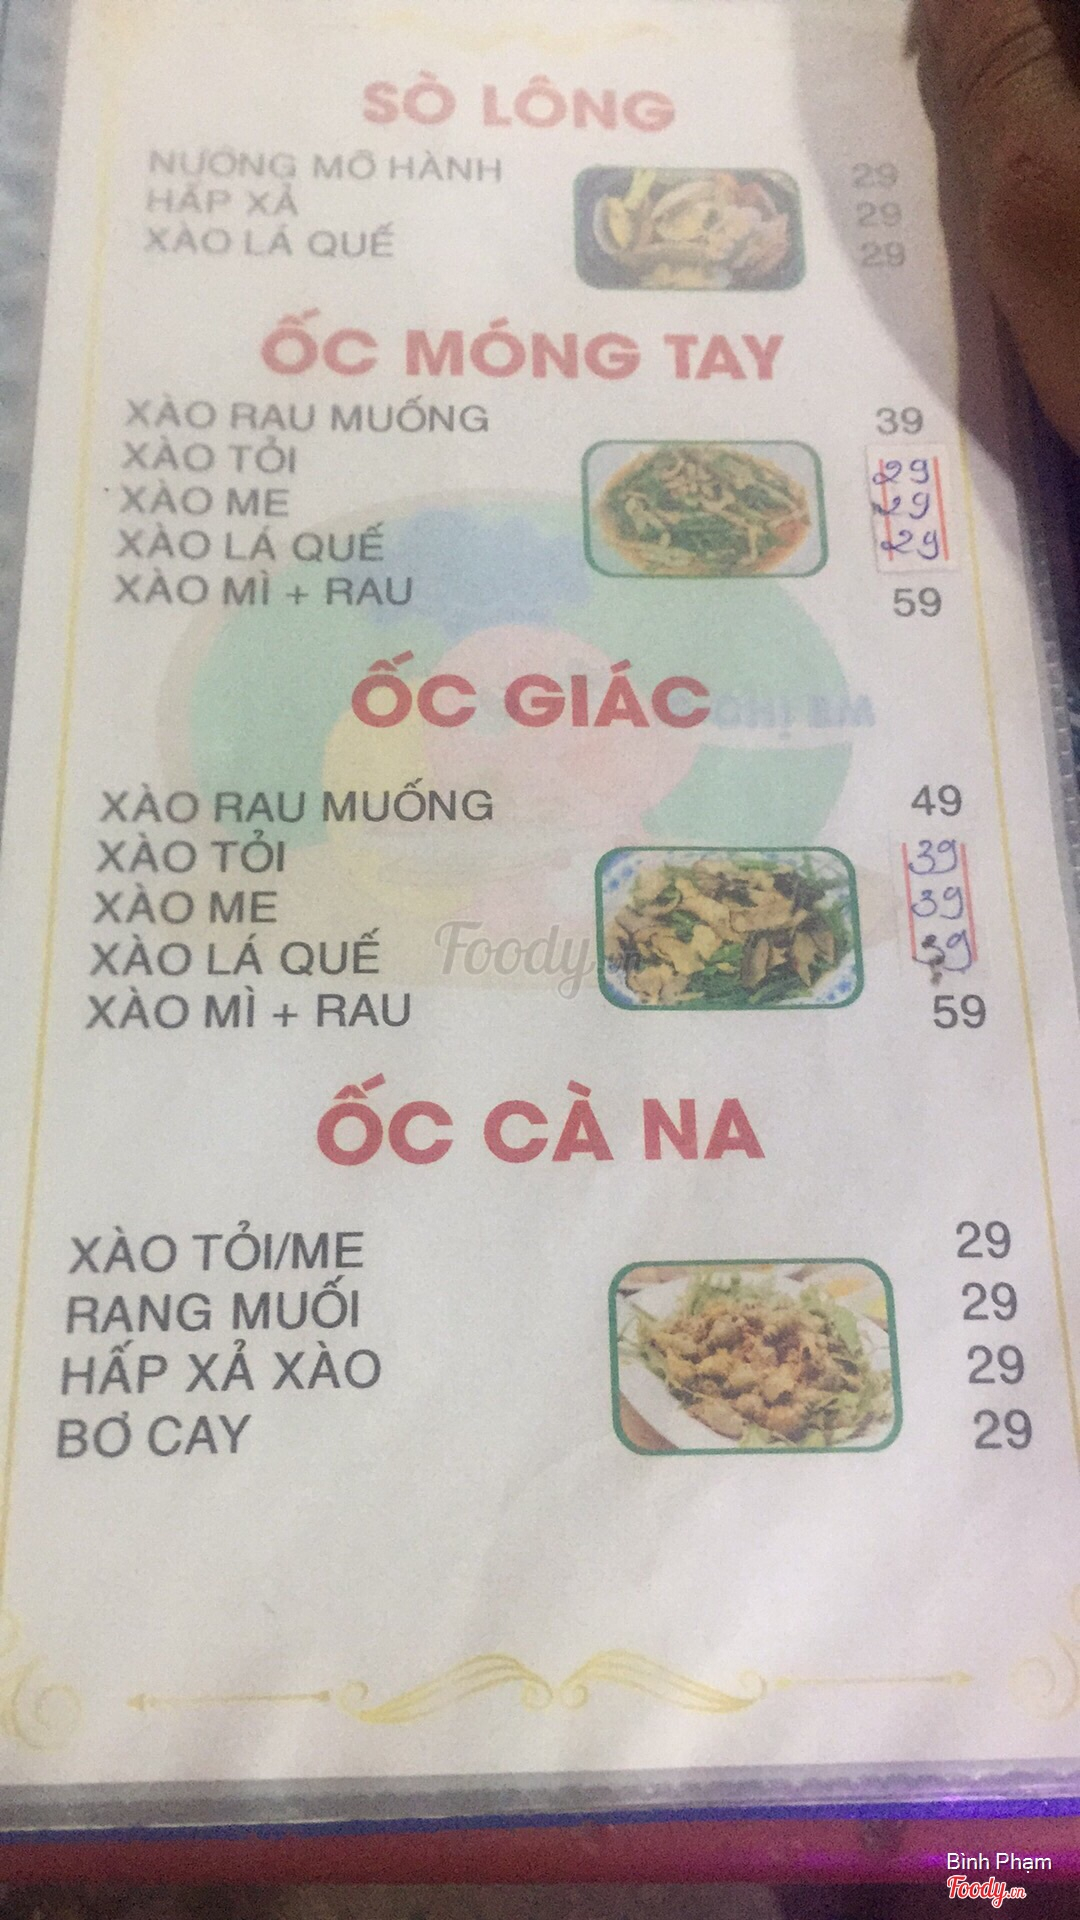 SÒ LÔNG
NƯỚNG MỠ HÀNH 29
HẤP XẢ 29
XÀO LÁ QUẾ 29
ỐC MÓNG TAY
XÀO RAU MUỐNG 39
XÀO TỎI 29
XÀO ME 29
XÀO LÁ QUẾ 29
XÀO MÌ + RAU 59
ỐC GIÁC
XÀO RAU MUỐNG 49
XÀO TỎI 39
XÀO ME 39
XÀO LÁ QUẾ 39
XÀO MÌ + RAU 59
Foody.vn
ỐC CÀ NA
XÀO TỎI/ME 29
RANG MUỐI 29
HẤP XẢ XÀO 29
BƠ CAY 29
Bình Phạm
Foody.vn